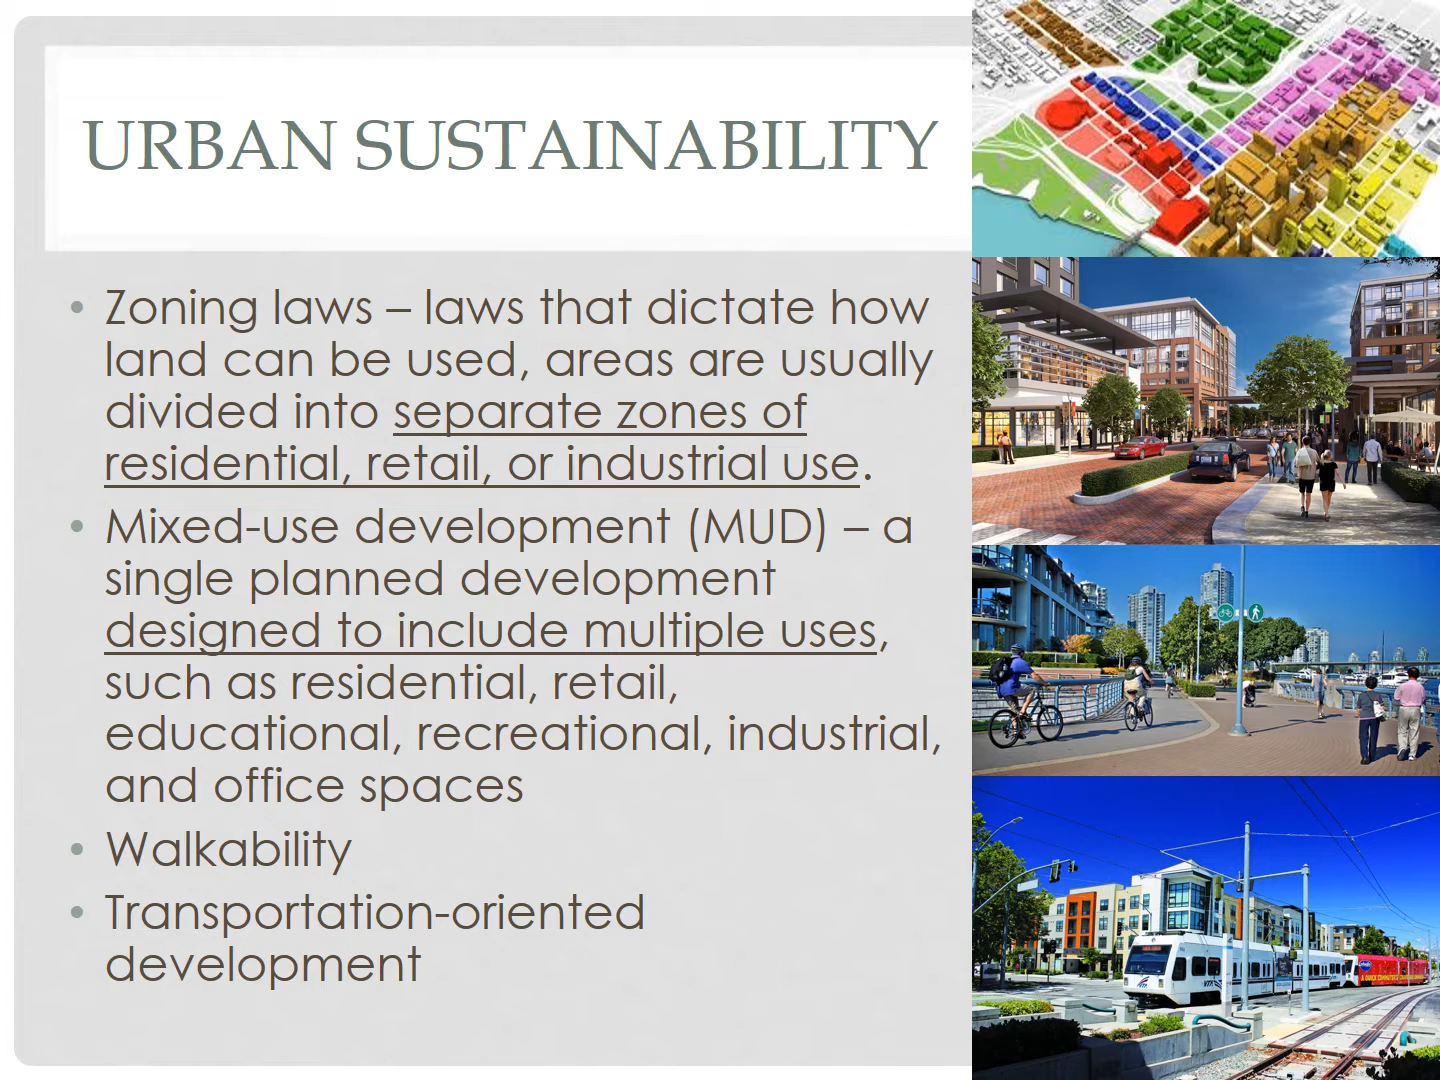 URBAN SUSTAINABILITY
• Zoning laws – laws that dictate how
land can be used, areas are usually
divided into separate zones of
residential, retail, or industrial use.
• Mixed-use development (MUD) – a
single planned development
designed to include multiple uses,
such as residential, retail,
educational, recreational, industrial,
and office spaces
• Walkability
• Transportation-oriented
development